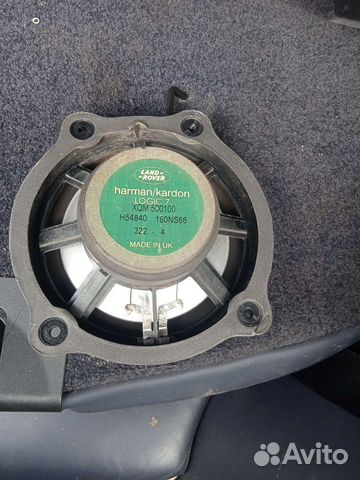 LAND
ROVER
harman/kardon
LOGIC 7
XQM 500100
H54840 160NS66
322 - 4
MADE IN UK
Avito